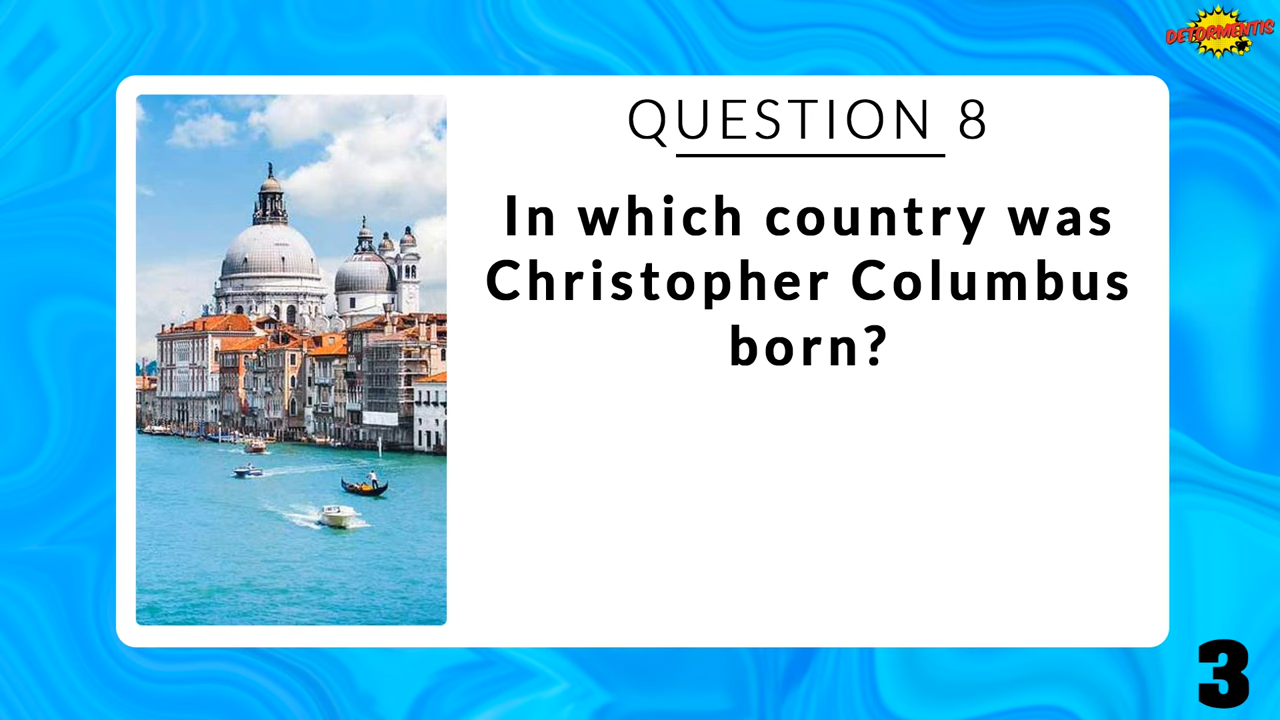 DETORMENTIS
QUESTION 8
In which country was
Christopher Columbus
born?
3